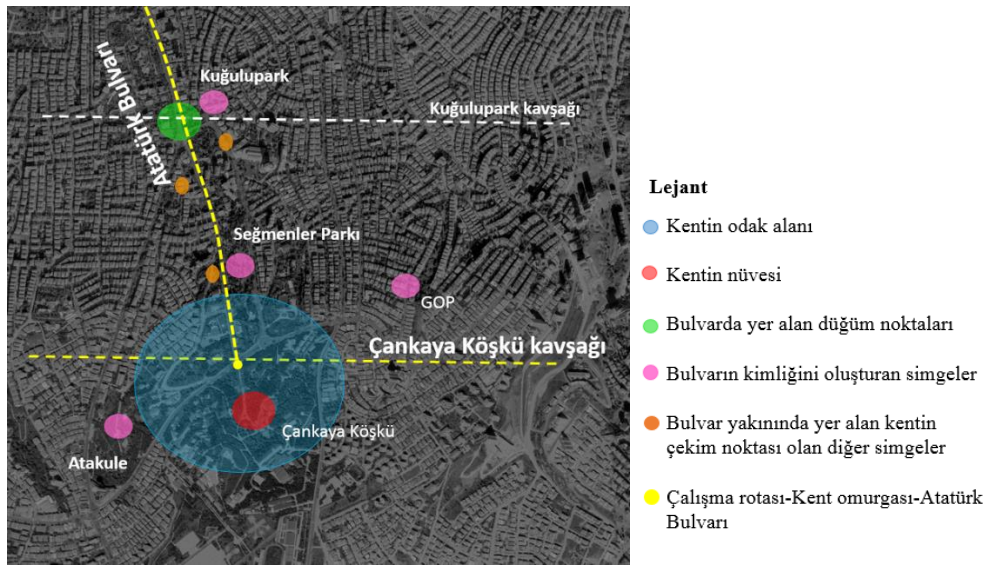 Atatürk Bulvarı
Kuğulupark
Kuğulupark kavşağı
Seğmenler Parkı
GOP
Çankaya Köşkü kavşağı
Çankaya Köşkü
Atakule
Lejant
Kentin odak alanı
Kentin nüvesi
Bulvarda yer alan düğüm noktaları
Bulvarın kimliğini oluşturan simgeler
Bulvar yakınında yer alan kentin
çekim noktası olan diğer simgeler
Çalışma rotası-Kent omurgası-Atatürk
Bulvarı